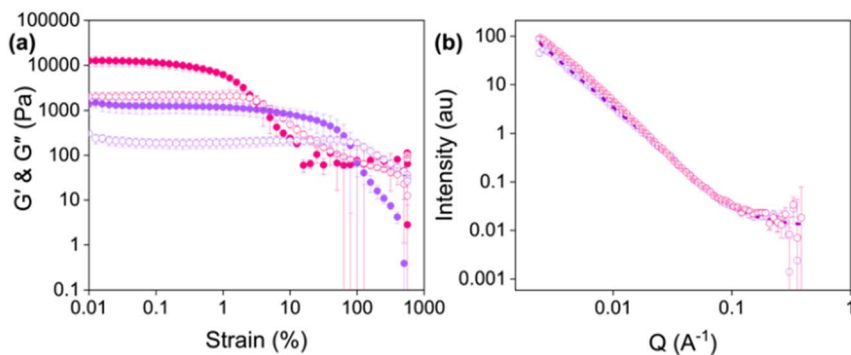 (a)
100000
10000
1000
100
10
1
0.1
G′ & G″ (Pa)
0.01 0.1 1 10 100 1000
Strain (%)
(b)
100
10
1
0.1
0.01
0.001
Intensity (au)
0.01 0.1 1
Q (A⁻¹)